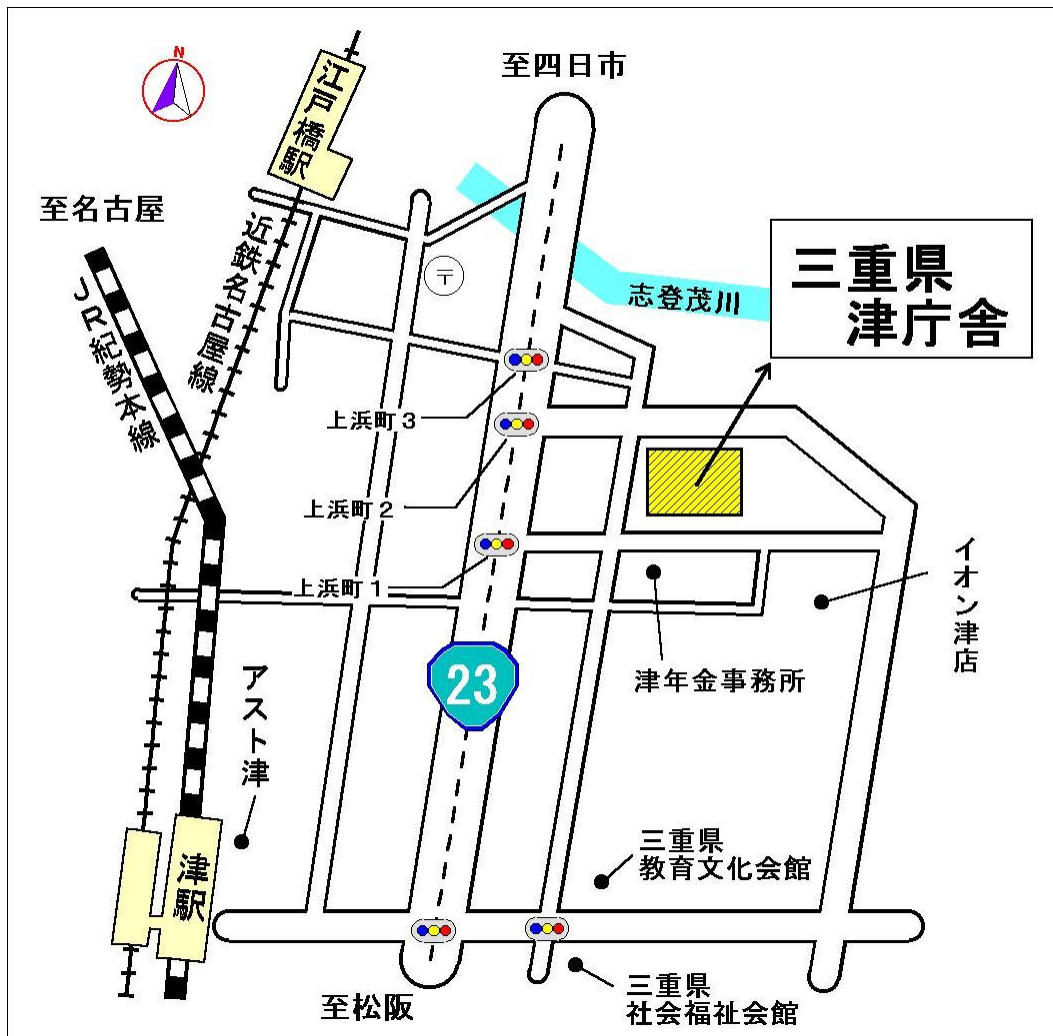 N
至四日市
江戸橋駅
至名古屋
近鉄名古屋線
JR紀勢本線
〒
志登茂川
三重県
津庁舎
上浜町3
上浜町2
上浜町1
イオン津店
津年金事務所
23
アスト津
津駅
三重県
教育文化会館
三重県
社会福祉会館
至松阪